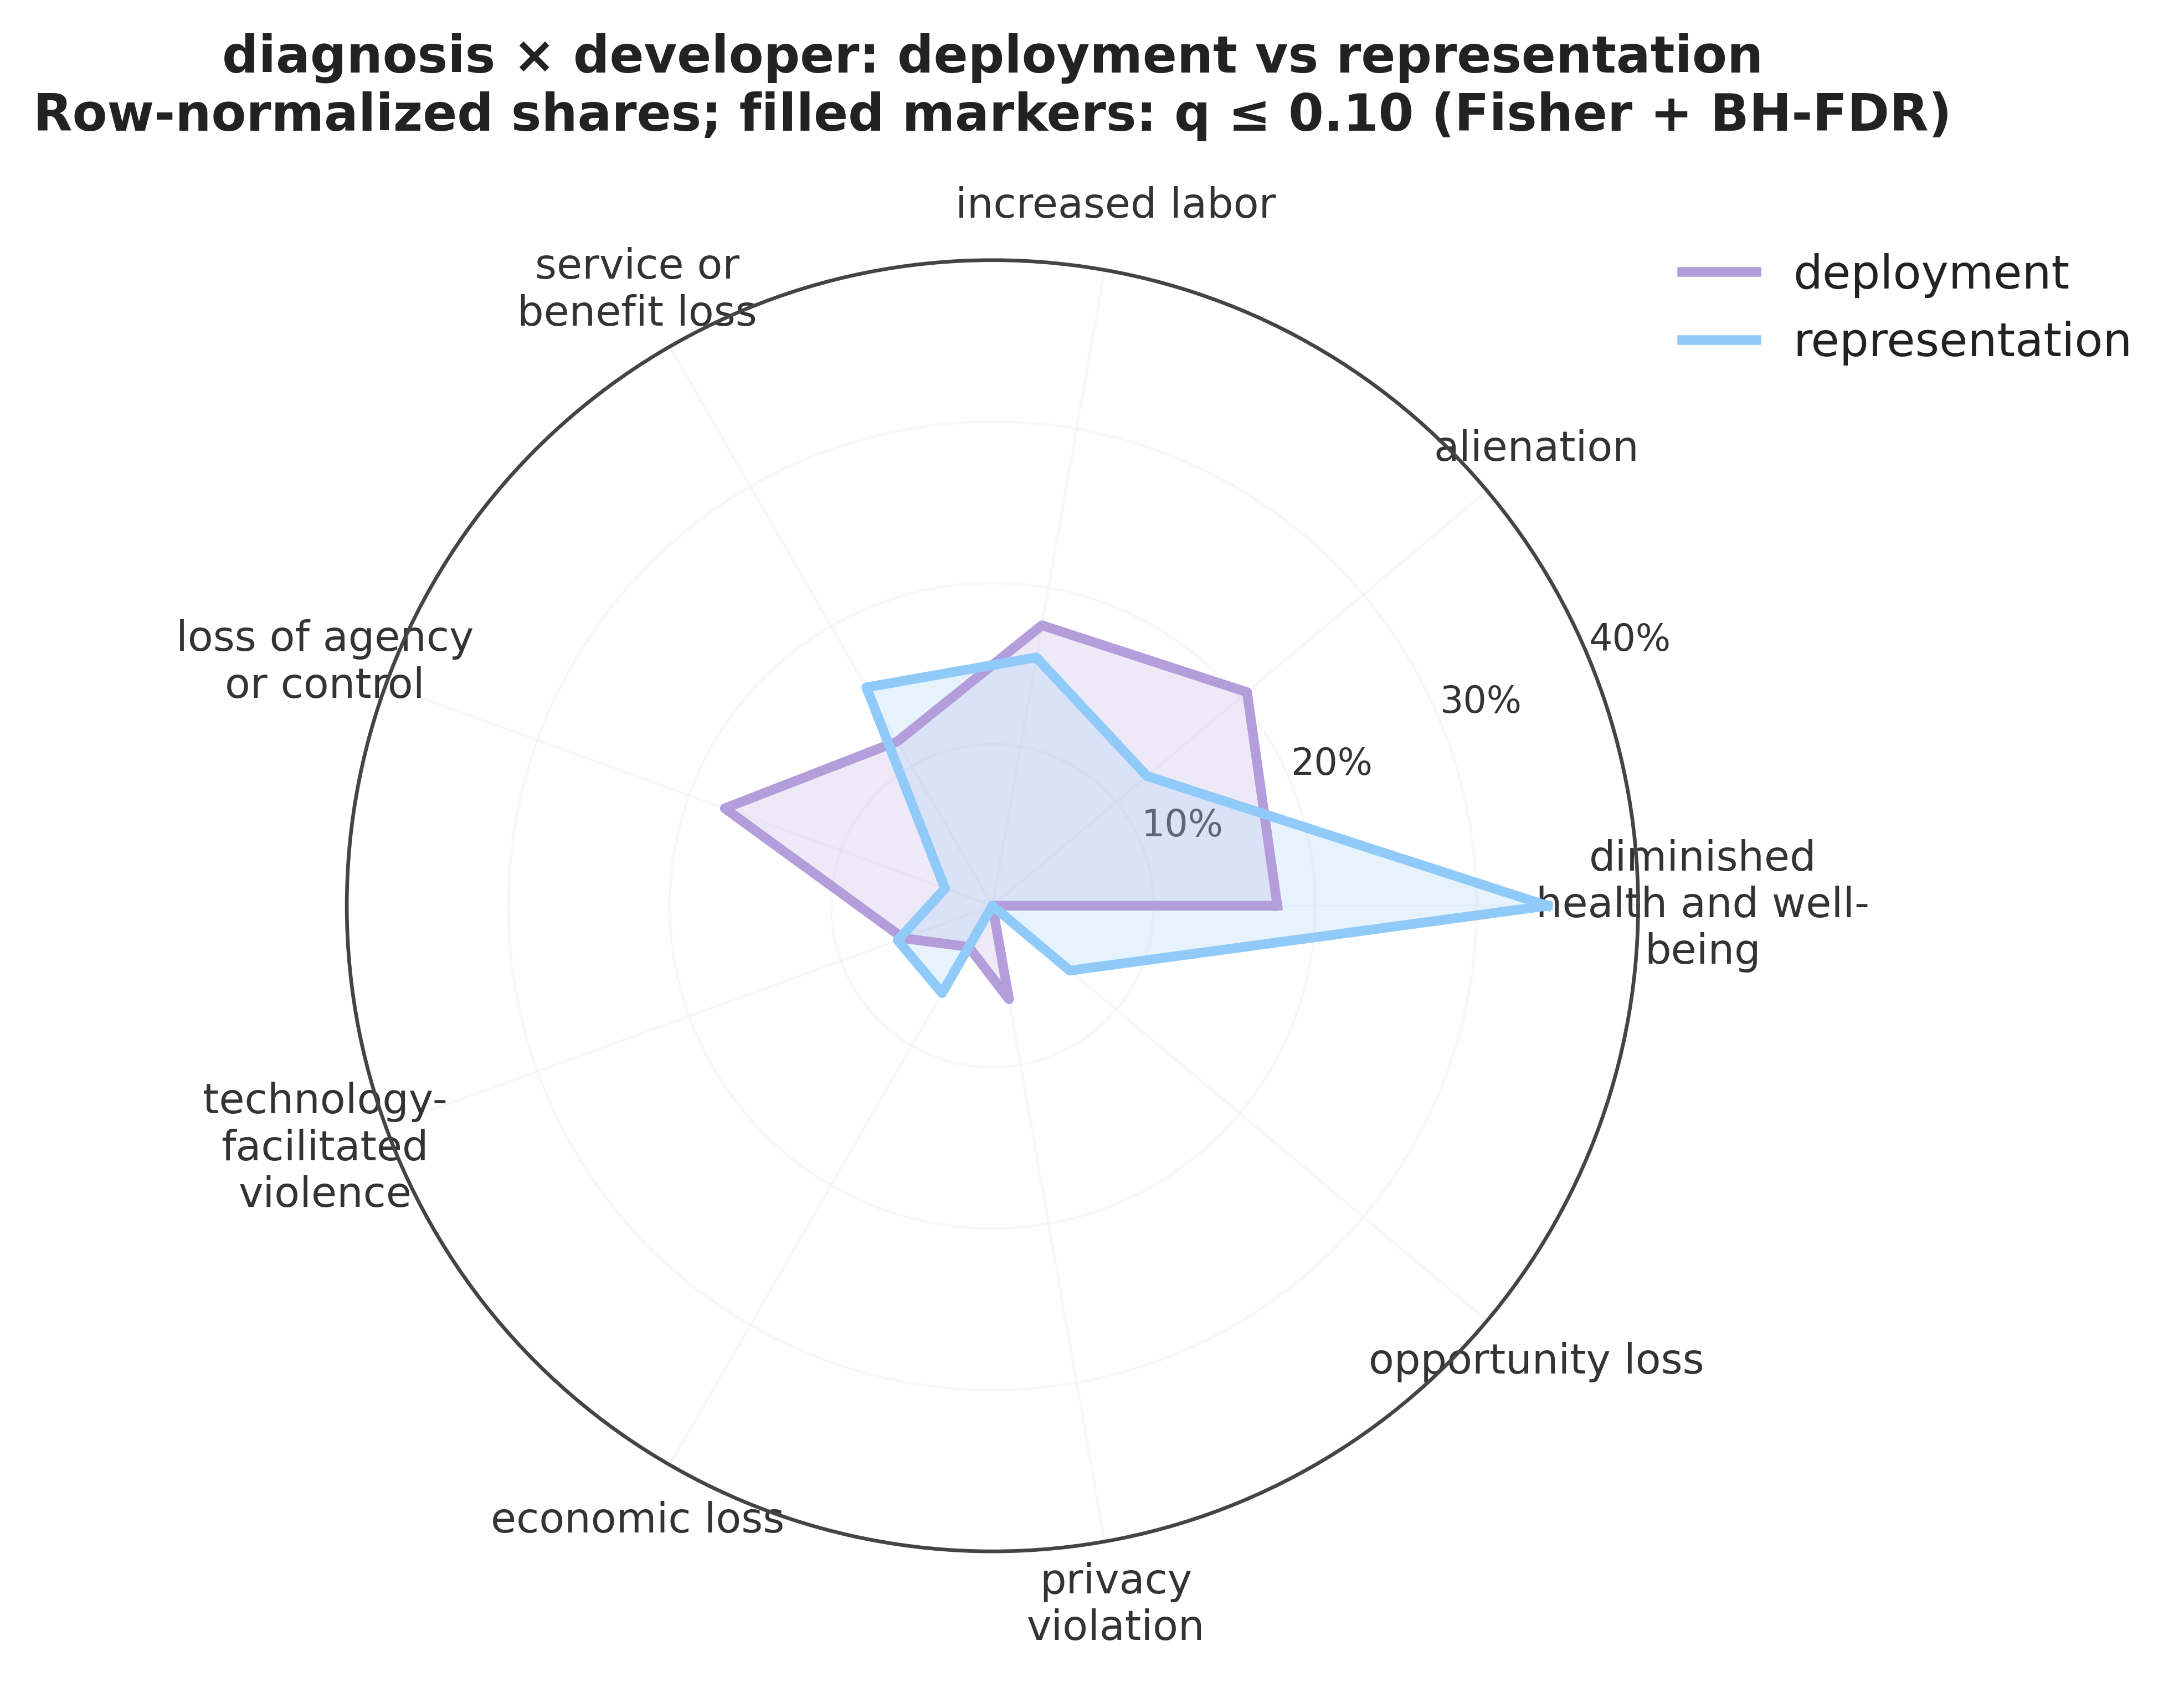 diagnosis × developer: deployment vs representation
Row-normalized shares; filled markers: q ≤ 0.10 (Fisher + BH-FDR)
increased labor
service or
benefit loss
deployment
representation
alienation
loss of agency
or control
40%
30%
20%
10%
diminished
health and well-
being
technology-
facilitated
violence
opportunity loss
economic loss
privacy
violation